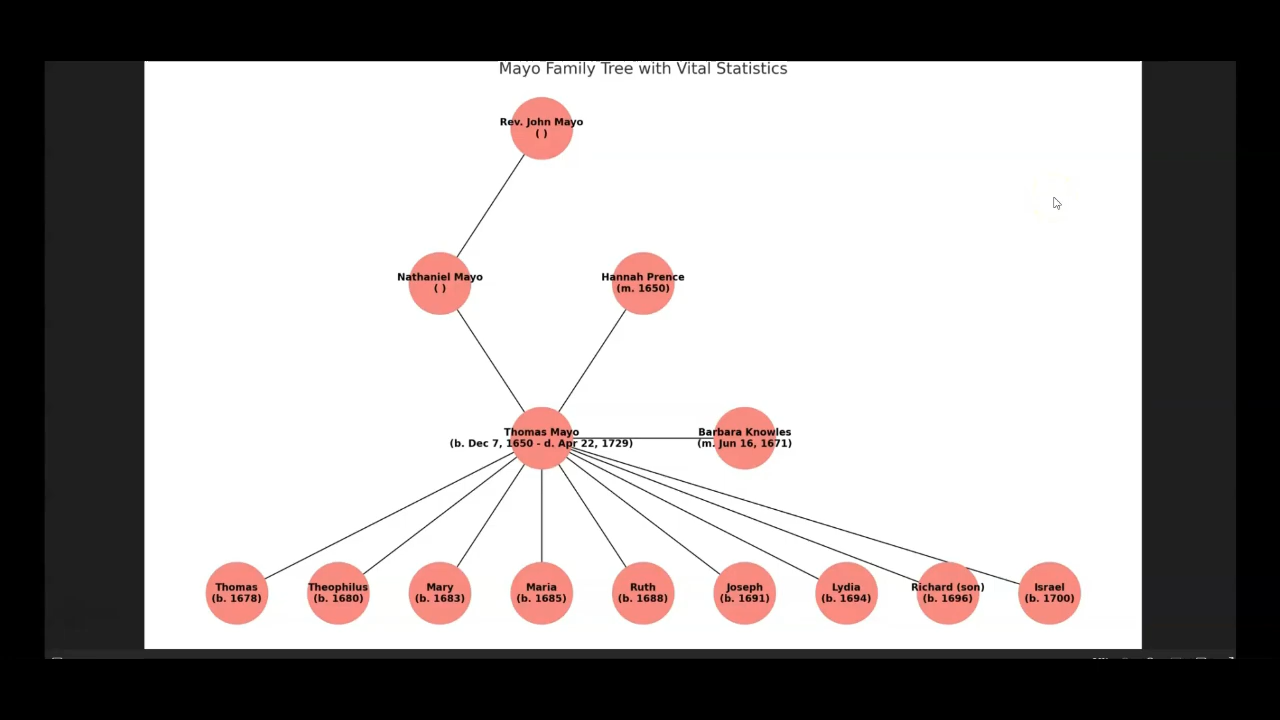 Mayo Family Tree with Vital Statistics
Rev. John Mayo
( )
Nathaniel Mayo
( )
Hannah Prence
(m. 1650)
Thomas Mayo
(b. Dec 7, 1650 - d. Apr 22, 1729)
Barbara Knowles
(m. Jun 16, 1671)
Thomas
(b. 1678)
Theophilus
(b. 1680)
Mary
(b. 1683)
Maria
(b. 1685)
Ruth
(b. 1688)
Joseph
(b. 1691)
Lydia
(b. 1694)
Richard (son)
(b. 1696)
Israel
(b. 1700)